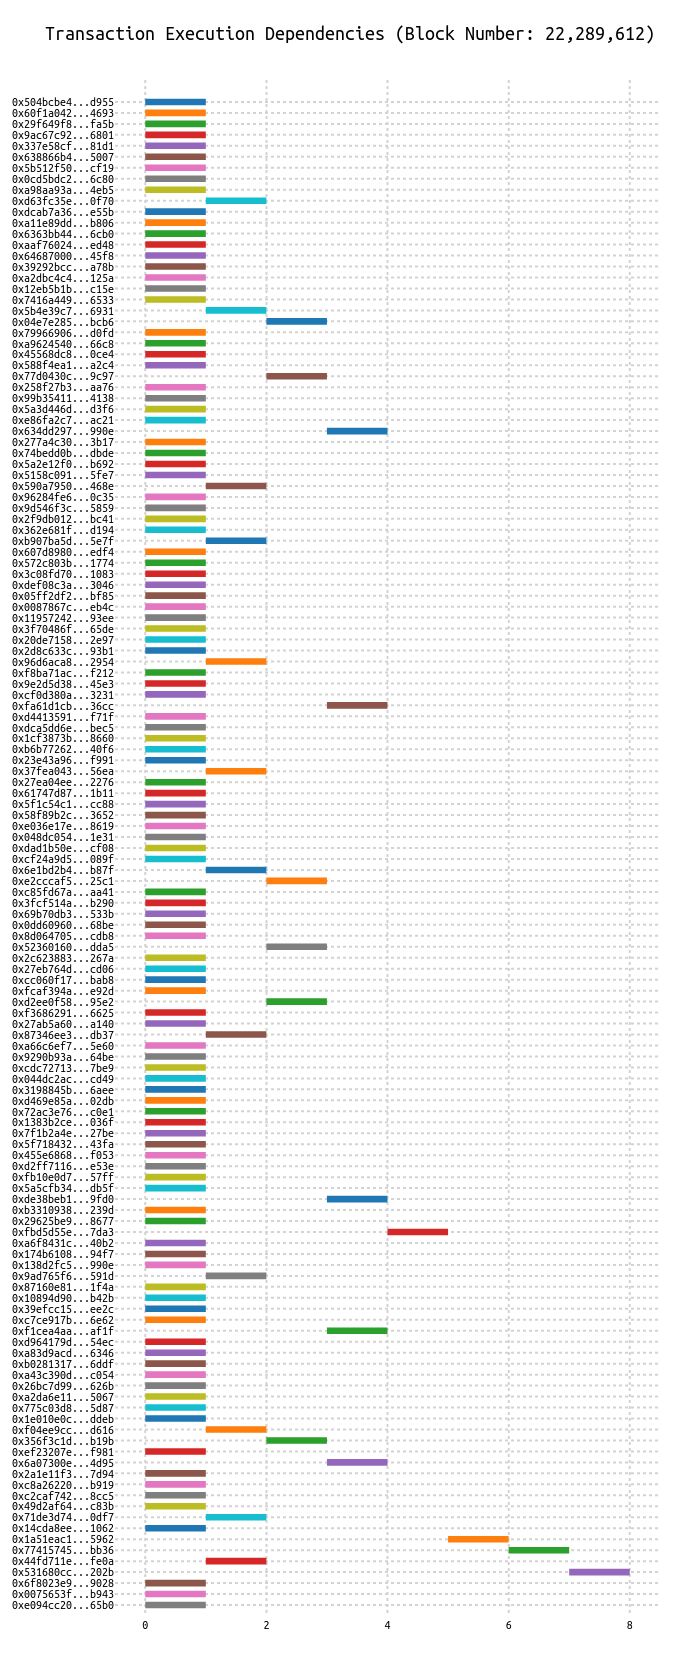 Transaction Execution Dependencies (Block Number: 22,289,612)
0x504bcbe4...d955
0x60f1a042...4693
0x29f649f8...fa5b
0x9ac67c92...6801
0x337e58cf...81d1
0x638866b4...5007
0x5b512f50...cf19
0x0cd5bdc2...6c80
0xa98aa93a...4eb5
0xd63fc35e...0f70
0xdcab7a36...e55b
0xa11e89dd...b806
0x6363bb44...6cb0
0xaaf76024...ed48
0x64687000...45f8
0x39292bcc...a78b
0xa2dbc4c4...125a
0x12eb5b1b...c15e
0x7416a449...6533
0x5b4e39c7...6931
0x04e7e285...bcb6
0x79966906...d0fd
0xa9624540...66c8
0x45568dc8...0ce4
0x588f4ea1...a2c4
0x77d0430c...9c97
0x258f27b3...aa76
0x99b35411...4138
0x5a3d446d...d3f6
0xe86fa2c7...ac21
0x634dd297...990e
0x277a4c30...3b17
0x74bedd0b...dbde
0x5a2e12f0...b692
0x5158c091...5fe7
0x590a7950...468e
0x96284fe6...0c35
0x9d546f3c...5859
0x2f9db012...bc41
0x362e681f...d194
0xb907ba5d...5e7f
0x607d8980...edf4
0x572c803b...1774
0x3c08fd70...1083
0xdef08c3a...3046
0x05ff2df2...bf85
0x0087867c...eb4c
0x11957242...93ee
0x3f70486f...65de
0x20de7158...2e97
0x2d8c633c...93b1
0x96d6aca8...2954
0xf8ba71ac...f212
0x9e2d5d38...45e3
0xcf0d380a...3231
0xfa61d1cb...36cc
0xd4413591...f71f
0xdca5dd6e...bec5
0x1cf3873b...8660
0xb6b77262...40f6
0x23e43a96...f991
0x37fea043...56ea
0x27ea04ee...2276
0x61747d87...1b11
0x5f1c54c1...cc88
0x58f89b2c...3652
0xe036e17e...8619
0x048dc054...1e31
0xdad1b50e...cf08
0xcf24a9d5...089f
0x6e1bd2b4...b87f
0xe2cccaf5...25c1
0xc85fd67a...aa41
0x3fcf514a...b290
0x69b70db3...533b
0x0dd60960...68be
0x8d064705...cdb8
0x52360160...dda5
0x2c623883...267a
0x27eb764d...cd06
0xcc060f17...bab8
0xfcaf394a...e92d
0xd2ee0f58...95e2
0xf3686291...6625
0x27ab5a60...a140
0x87346ee3...db37
0xa66c6ef7...5e60
0x9290b93a...64be
0xcdc72713...7be9
0x044dc2ac...cd49
0x3198845b...6aee
0xd469e85a...02db
0x72ac3e76...c0e1
0x1383b2ce...036f
0x7f1b2a4e...27be
0x5f718432...43fa
0x455e6868...f053
0xd2ff7116...e53e
0xfb10e0d7...57ff
0x5a5cfb34...db5f
0xde38beb1...9fd0
0xb3310938...239d
0x29625be9...8677
0xfbd5d55e...7da3
0xa6f8431c...40b2
0x174b6108...94f7
0x138d2fc5...990e
0x9ad765f6...591d
0x87160e81...1f4a
0x10894d90...b42b
0x39efcc15...ee2c
0xc7ce917b...6e62
0xf1cea4aa...af1f
0xd964179d...54ec
0xa83d9acd...6346
0xb0281317...6ddf
0xa43c390d...c054
0x26bc7d99...626b
0xa2da6e11...5067
0x775c03d8...5d87
0x1e010e0c...ddeb
0xf04ee9cc...d616
0x356f3c1d...b19b
0xef23207e...f981
0x6a07300e...4d95
0x2a1e11f3...7d94
0xc8a26220...b919
0xc2caf742...8cc5
0x49d2af64...c83b
0x71de3d74...0df7
0x14cda8ee...1062
0x1a51eac1...5962
0x77415745...bb36
0x44fd711e...fe0a
0x531680cc...202b
0x6f8023e9...9028
0x0075653f...b943
0xe094cc20...65b0
0 2 4 6 8